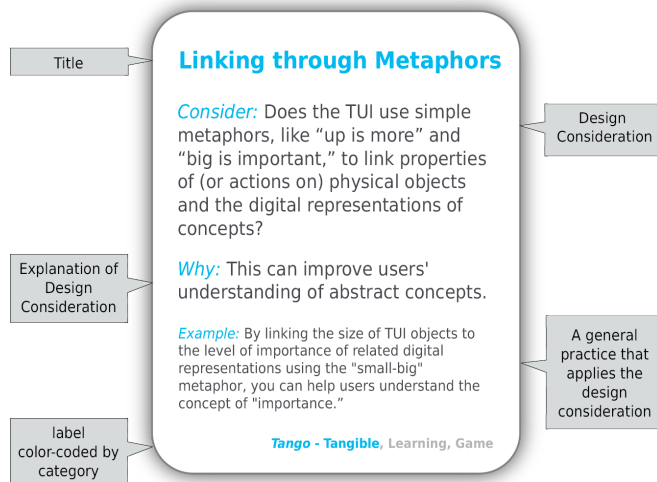 Linking through Metaphors
Title
Consider: Does the TUI use simple
metaphors, like “up is more” and
“big is important,” to link properties
of (or actions on) physical objects
and the digital representations of
concepts?
Design
Consideration
Why: This can improve users'
understanding of abstract concepts.
Explanation of
Design
Consideration
Example: By linking the size of TUI objects to
the level of importance of related digital
representations using the "small-big"
metaphor, you can help users understand the
concept of "importance.”
A general
practice that
applies the
design
consideration
label
color-coded by
category
Tango - Tangible, Learning, Game